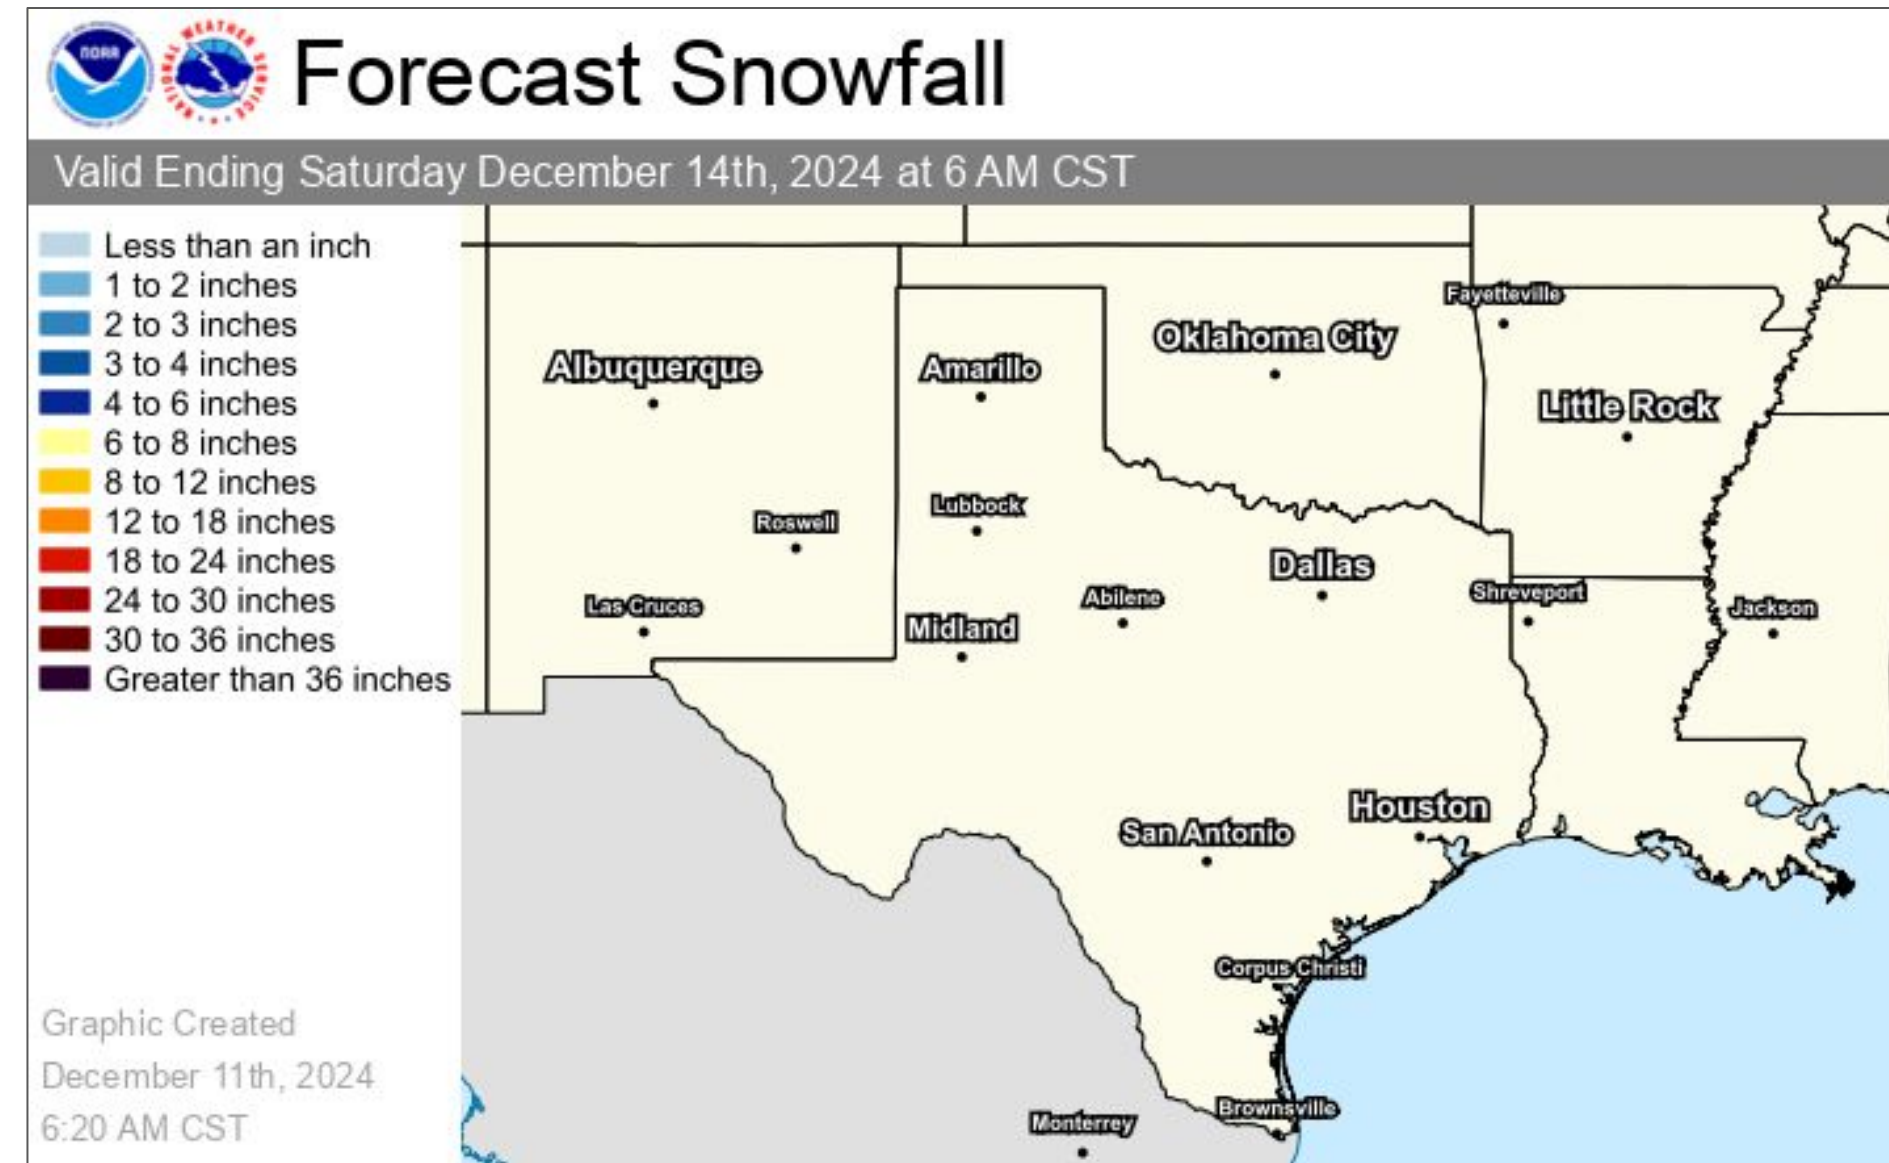 NOAA
NATIONAL WEATHER SERVICE
Forecast Snowfall
Valid Ending Saturday December 14th, 2024 at 6 AM CST
Less than an inch
1 to 2 inches
2 to 3 inches
3 to 4 inches
4 to 6 inches
6 to 8 inches
8 to 12 inches
12 to 18 inches
18 to 24 inches
24 to 30 inches
30 to 36 inches
Greater than 36 inches
Graphic Created
December 11th, 2024
6:20 AM CST
Fayetteville
Oklahoma City
Albuquerque
Amarillo
Little Rock
Lubbock
Roswell
Dallas
Shreveport
Abilene
Las Cruces
Jackson
Midland
Houston
San Antonio
Corpus Christi
Brownsville
Monterrey